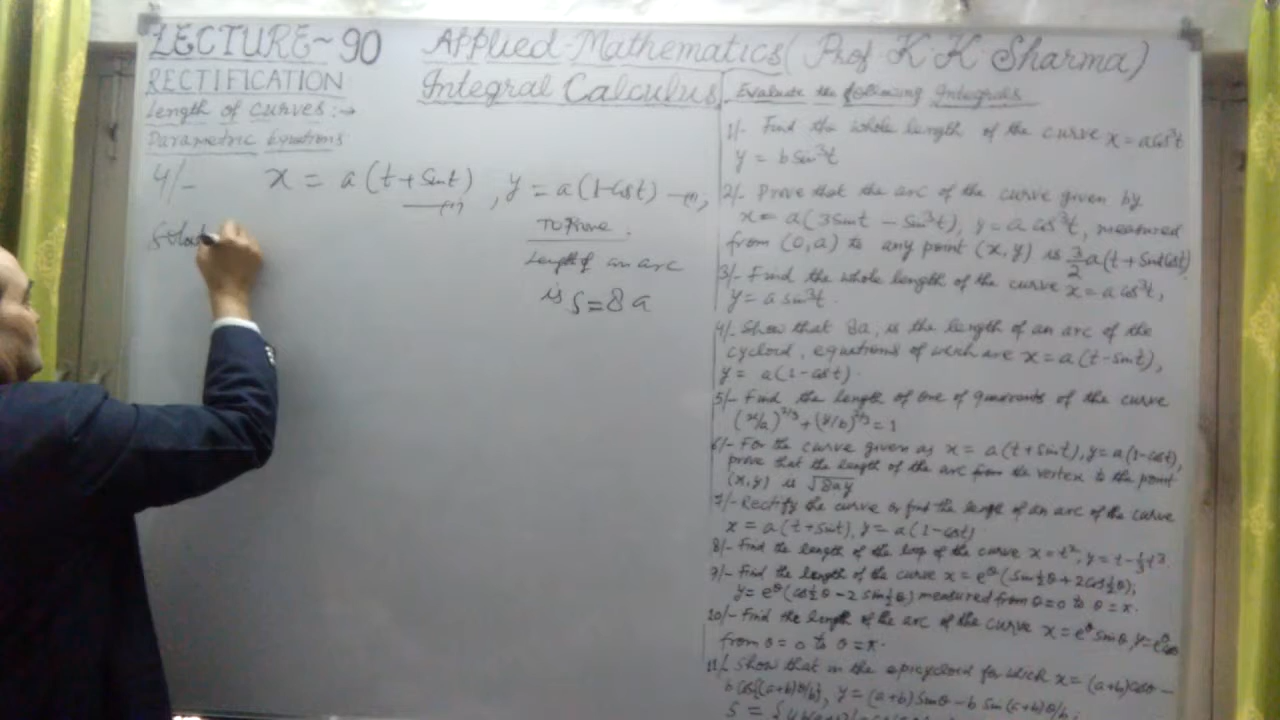 LECTURE~90 Applied Mathematics (Prof K.K. Sharma)
RECTIFICATION Integral Calculus
Length of curves:→
Parametric Equations
4/- x = a(t+Sint) —(1), y = a(1-Cost) —(2),
To Prove.
Length of an arc
is S=8a
Solut
Evaluate the following Integrals
1/- Find the whole length of the curve x = aCos³t
y = bSin³t
2/- Prove that the arc of the curve given by
x = a(3Sint - Sin³t), y = a Cos³t, measured
from (0,a) to any point (x,y) is 3/2 a(t+SintCost)
3/- Find the whole length of the curve x = a Cos³t,
y = a sin³t.
4/- Show that 8a, is the length of an arc of the
cycloid, equations of which are x = a(t-Sint),
y = a(1-Cost).
5/- Find the length of one of quadrants of the curve
(x/a)^2/3+(y/b)^2/3=1
6/- For the curve given as x = a(t+Sint), y=a(1-Cost),
prove that the length of the arc from the vertex to the point
(x,y) is √8ay
7/- Rectify the curve or find the length of an arc of the curve
x = a(t+Sint), y = a(1-Cost)
8/- Find the length of the loop of the curve x=t², y=t-⅓t³.
9/- Find the length of the curve x=e^θ(Sin½θ+2Cos½θ),
y=e^θ(Cos½θ-2Sin½θ) measured from θ=0 to θ=π.
10/- Find the length of the arc of the curve x=e^θSinθ, y=e^θCosθ
from θ=0 to θ=π.
11/- Show that in the epicycloid for which x=(a+b)Cosθ-
b Cos{(a+b)θ/b}, y=(a+b)Sinθ-b Sin(a+b)θ/b;